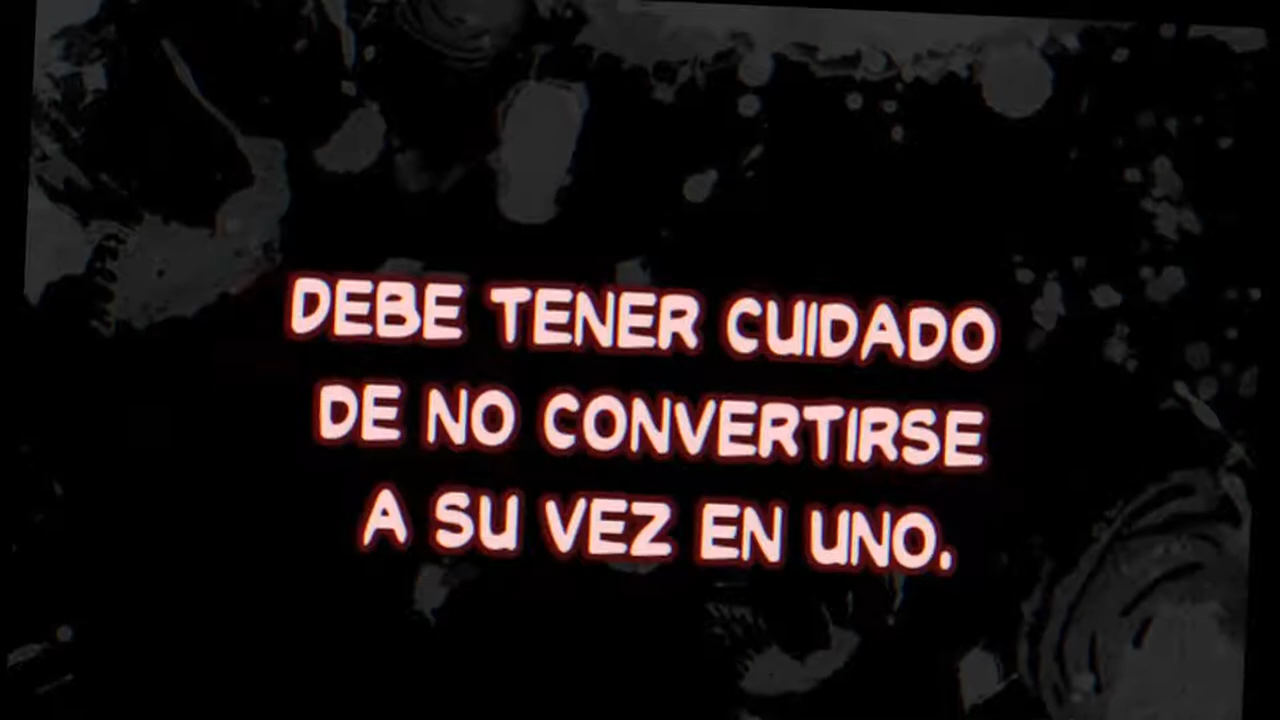 DEBE TENER CUIDADO
DE NO CONVERTIRSE
A SU VEZ EN UNO.